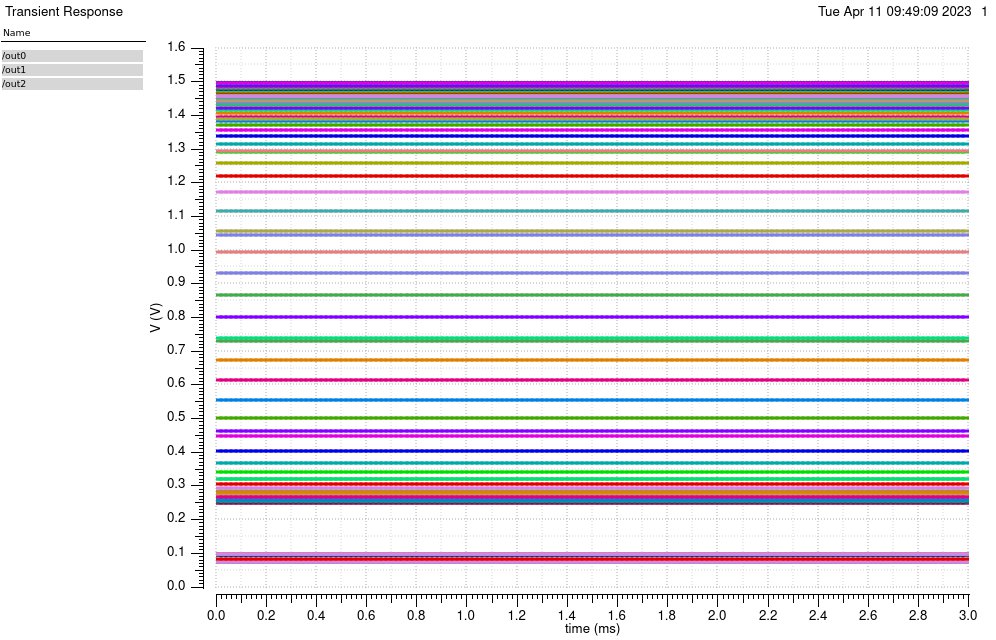 Transient Response
Tue Apr 11 09:49:09 2023 1
Name
/out0
/out1
/out2
1.6
1.5
1.4
1.3
1.2
1.1
1.0
0.9
0.8
0.7
0.6
0.5
0.4
0.3
0.2
0.1
0.0
V (V)
0.0 0.2 0.4 0.6 0.8 1.0 1.2 1.4 1.6 1.8 2.0 2.2 2.4 2.6 2.8 3.0
time (ms)